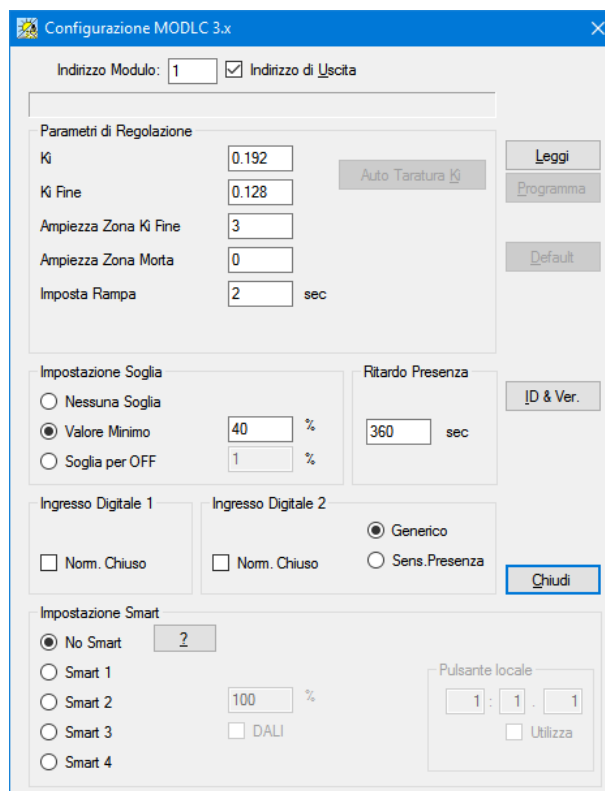 Configurazione MODLC 3.x
Indirizzo Modulo: 1 Indirizzo di Uscita
Parametri di Regolazione
Ki 0.192 Auto Taratura Ki Leggi
Ki Fine 0.128 Programma
Ampiezza Zona Ki Fine 3
Ampiezza Zona Morta 0 Default
Imposta Rampa 2 sec
Impostazione Soglia Ritardo Presenza
Nessuna Soglia ID & Ver.
Valore Minimo 40 % 360 sec
Soglia per OFF 1 %
Ingresso Digitale 1 Ingresso Digitale 2
Generico
Norm. Chiuso Norm. Chiuso Sens.Presenza
Chiudi
Impostazione Smart
No Smart ?
Smart 1 Pulsante locale
Smart 2 100 % 1 : 1 . 1
Smart 3 DALI Utilizza
Smart 4